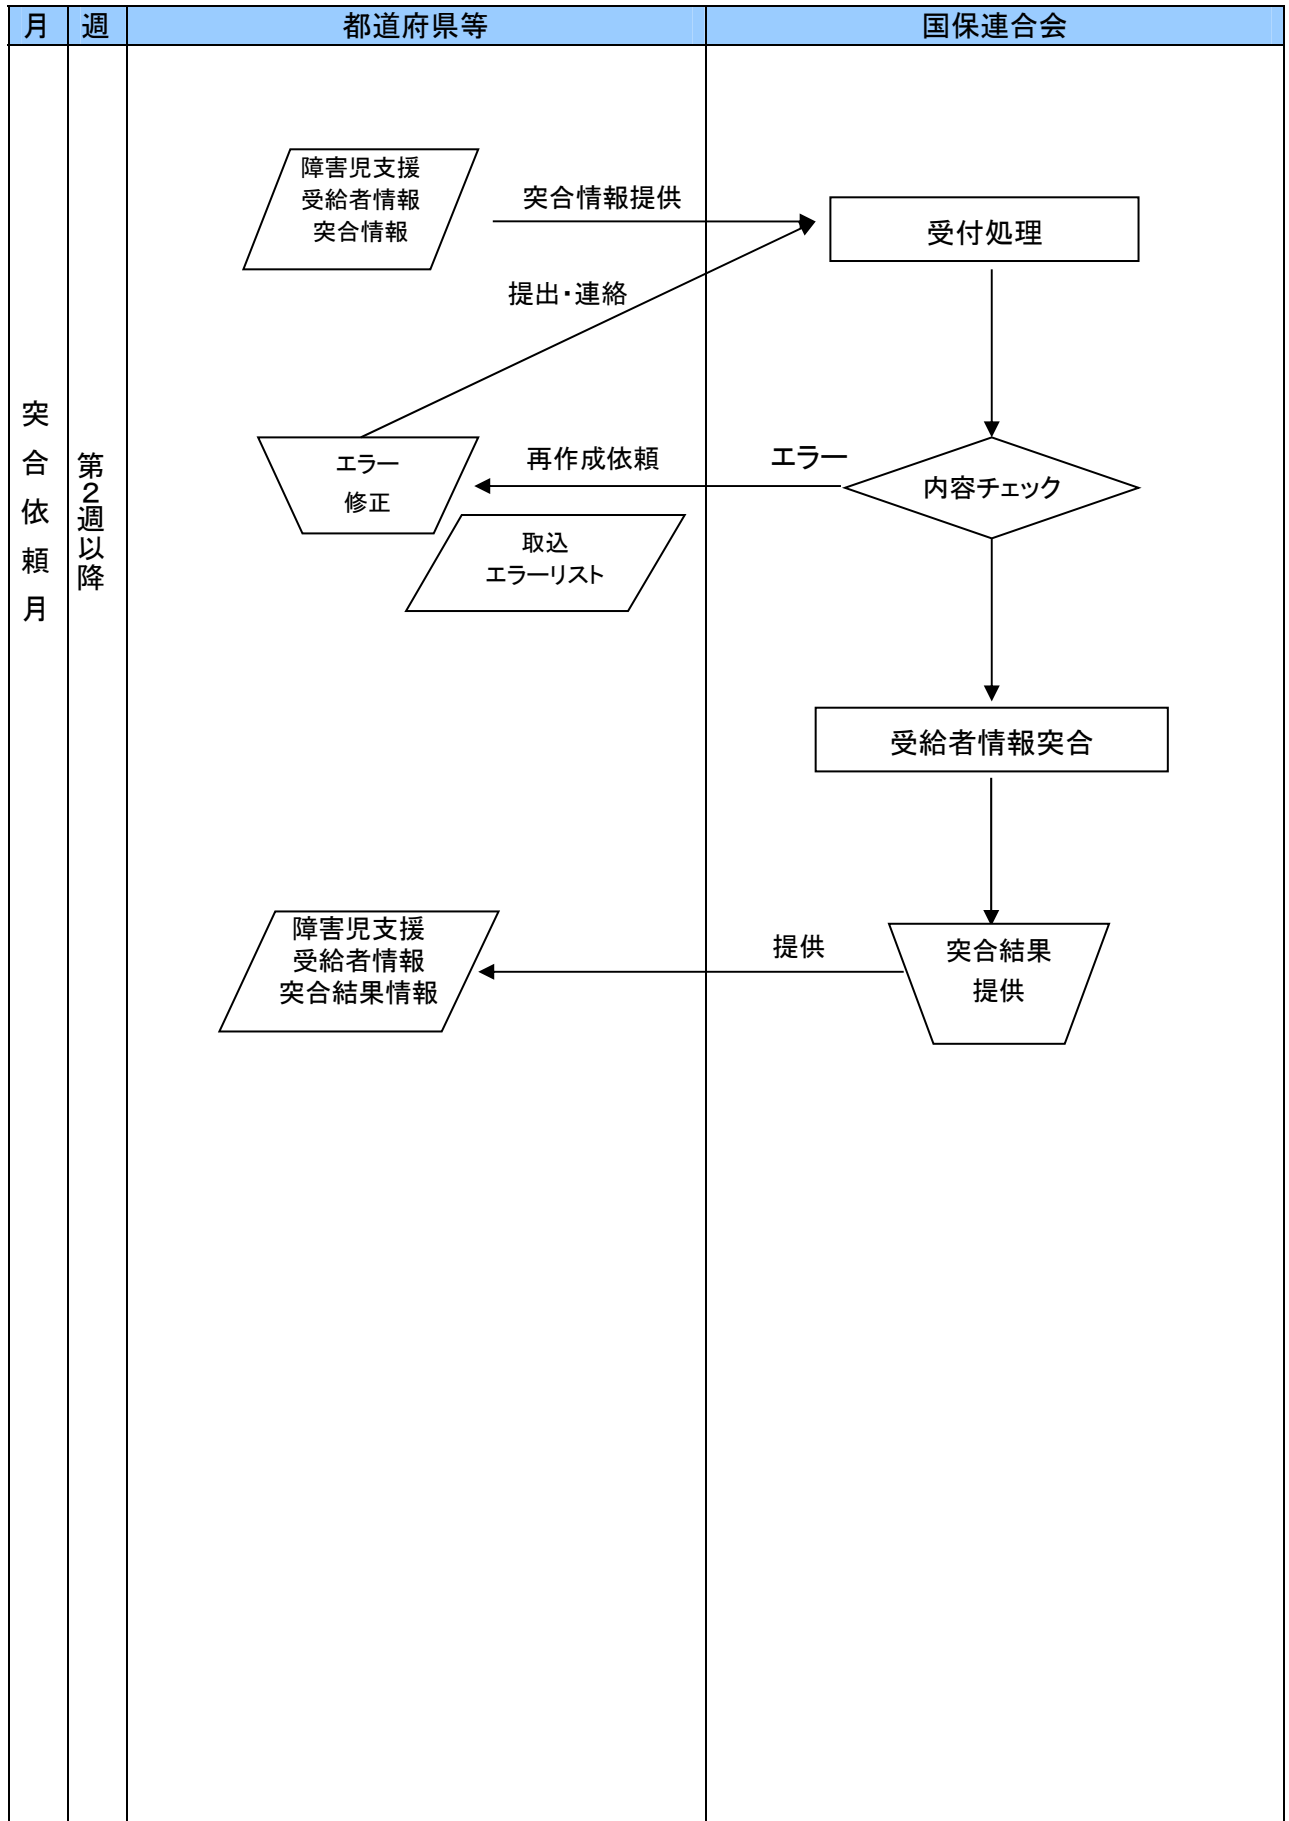 月
週
都道府県等
国保連合会
障害児支援
受給者情報
突合情報
突合情報提供
受付処理
提出・連絡
突合依頼月
第2週以降
エラー
修正
再作成依頼
エラー
内容チェック
取込
エラーリスト
受給者情報突合
障害児支援
受給者情報
突合結果情報
提供
突合結果
提供